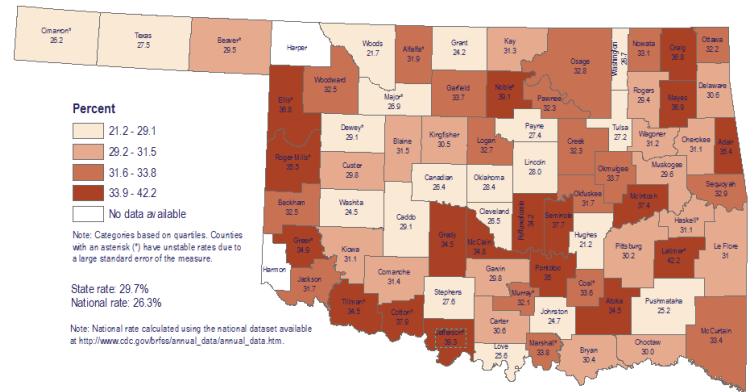 Cimarron*
26.2
Texas
27.5
Beaver*
29.5
Harper
Woods
21.7
Alfalfa*
31.9
Grant
24.2
Kay
31.3
Osage
32.8
Washington
Nowata
33.1
Craig
36.8
Ottawa
32.2
Ellis*
Woodward
32.5
Major*
26.9
Garfield
33.7
Noble*
39.1
Pawnee
32.3
Rogers
29.4
Mayes
36.9
Delaware
30.6
Roger Mills*
Dewey*
29.1
Blaine
31.5
Kingfisher
30.5
Logan
32.7
Payne
27.4
Creek
32.3
Tulsa
27.2
Wagoner
31.2
Cherokee
31.1
Adair
Custer
29.8
Canadian
26.4
Oklahoma
28.4
Lincoln
28.0
Okmulgee
33.7
Muskogee
29.6
Sequoyah
32.9
Beckham
32.5
Washita
24.5
Caddo
29.1
Cleveland
26.5
Pottawatomie
34.2
Seminole
37.7
Okfuskee
31.7
McIntosh
37.4
Haskell*
31.1
Greer*
34.9
Kiowa
31.1
Grady
34.5
McClain
34.6
Hughes
21.2
Pittsburg
30.2
Latimer*
42.2
Le Flore
31
Harmon
Jackson
31.7
Comanche
31.4
Garvin
29.8
Pontotoc
35
Coal*
33.6
Tillman*
34.5
Cotton*
37.9
Stephens
27.6
Murray*
32.1
Johnston
24.7
Atoka
34.5
Pushmataha
25.2
McCurtain
33.4
Jefferson*
Carter
30.6
Love
25.6
Marshall*
33.8
Bryan
30.4
Choctaw
30.0
Percent
21.2 - 29.1
29.2 - 31.5
31.6 - 33.8
33.9 - 42.2
No data available
Note: Categories based on quartiles. Counties
with an asterisk (*) have unstable rates due to
a large standard error of the measure.
State rate: 29.7%
National rate: 26.3%
Note: National rate calculated using the national dataset available
at http://www.cdc.gov/brfss/annual_data/annual_data.htm.